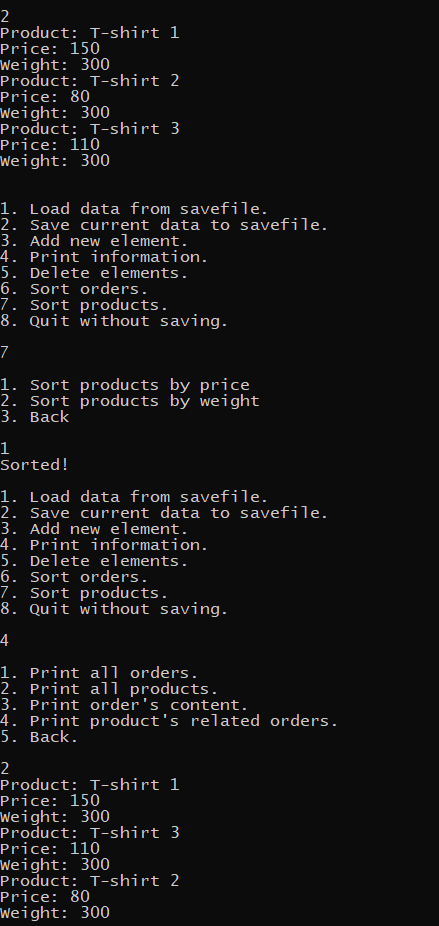 2
Product: T-shirt 1
Price: 150
Weight: 300
Product: T-shirt 2
Price: 80
Weight: 300
Product: T-shirt 3
Price: 110
Weight: 300
1. Load data from savefile.
2. Save current data to savefile.
3. Add new element.
4. Print information.
5. Delete elements.
6. Sort orders.
7. Sort products.
8. Quit without saving.
7
1. Sort products by price
2. Sort products by weight
3. Back
1
Sorted!
1. Load data from savefile.
2. Save current data to savefile.
3. Add new element.
4. Print information.
5. Delete elements.
6. Sort orders.
7. Sort products.
8. Quit without saving.
4
1. Print all orders.
2. Print all products.
3. Print order's content.
4. Print product's related orders.
5. Back.
2
Product: T-shirt 1
Price: 150
Weight: 300
Product: T-shirt 3
Price: 110
Weight: 300
Product: T-shirt 2
Price: 80
Weight: 300